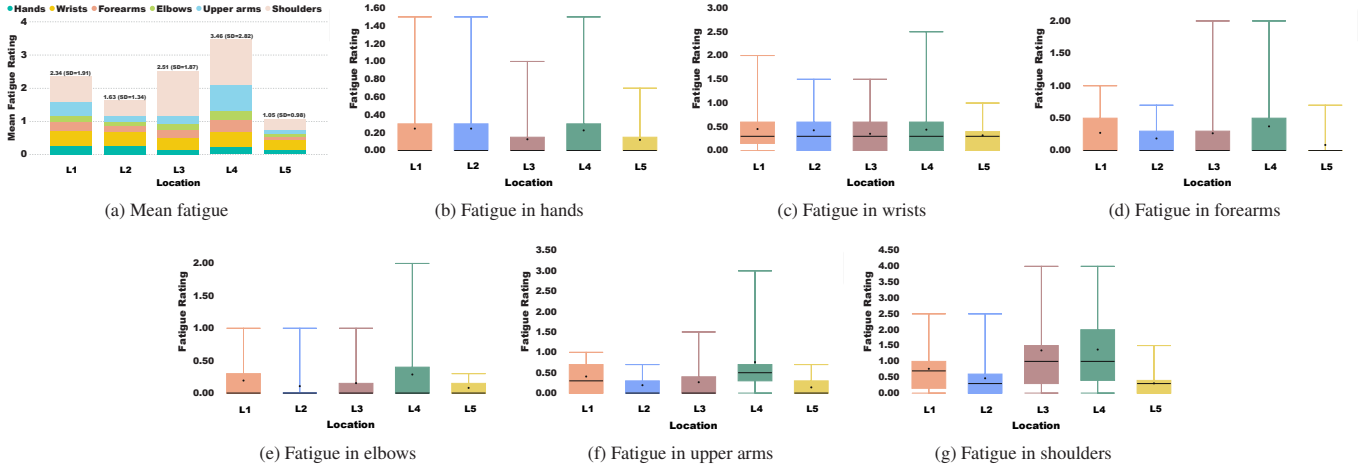 Hands Wrists Forearms Elbows Upper arms Shoulders
Mean Fatigue Rating
4
3
2
1
0
2.34 (SD=1.91)
1.63 (SD=1.34)
2.51 (SD=1.87)
3.46 (SD=2.82)
1.05 (SD=0.98)
L1 L2 L3 L4 L5
Location
(a) Mean fatigue
Fatigue Rating
1.60
1.40
1.20
1.00
0.80
0.60
0.40
0.20
0.00
L1 L2 L3 L4 L5
Location
(b) Fatigue in hands
Fatigue Rating
3.00
2.50
2.00
1.50
1.00
0.50
0.00
L1 L2 L3 L4 L5
Location
(c) Fatigue in wrists
Fatigue Rating
2.00
1.50
1.00
0.50
0.00
L1 L2 L3 L4 L5
Location
(d) Fatigue in forearms
Fatigue Rating
2.00
1.50
1.00
0.50
0.00
L1 L2 L3 L4 L5
Location
(e) Fatigue in elbows
Fatigue Rating
3.50
3.00
2.50
2.00
1.50
1.00
0.50
0.00
L1 L2 L3 L4 L5
Location
(f) Fatigue in upper arms
Fatigue Rating
4.50
4.00
3.50
3.00
2.50
2.00
1.50
1.0
0.50
0.00
L1 L2 L3 L4 L5
Location
(g) Fatigue in shoulders